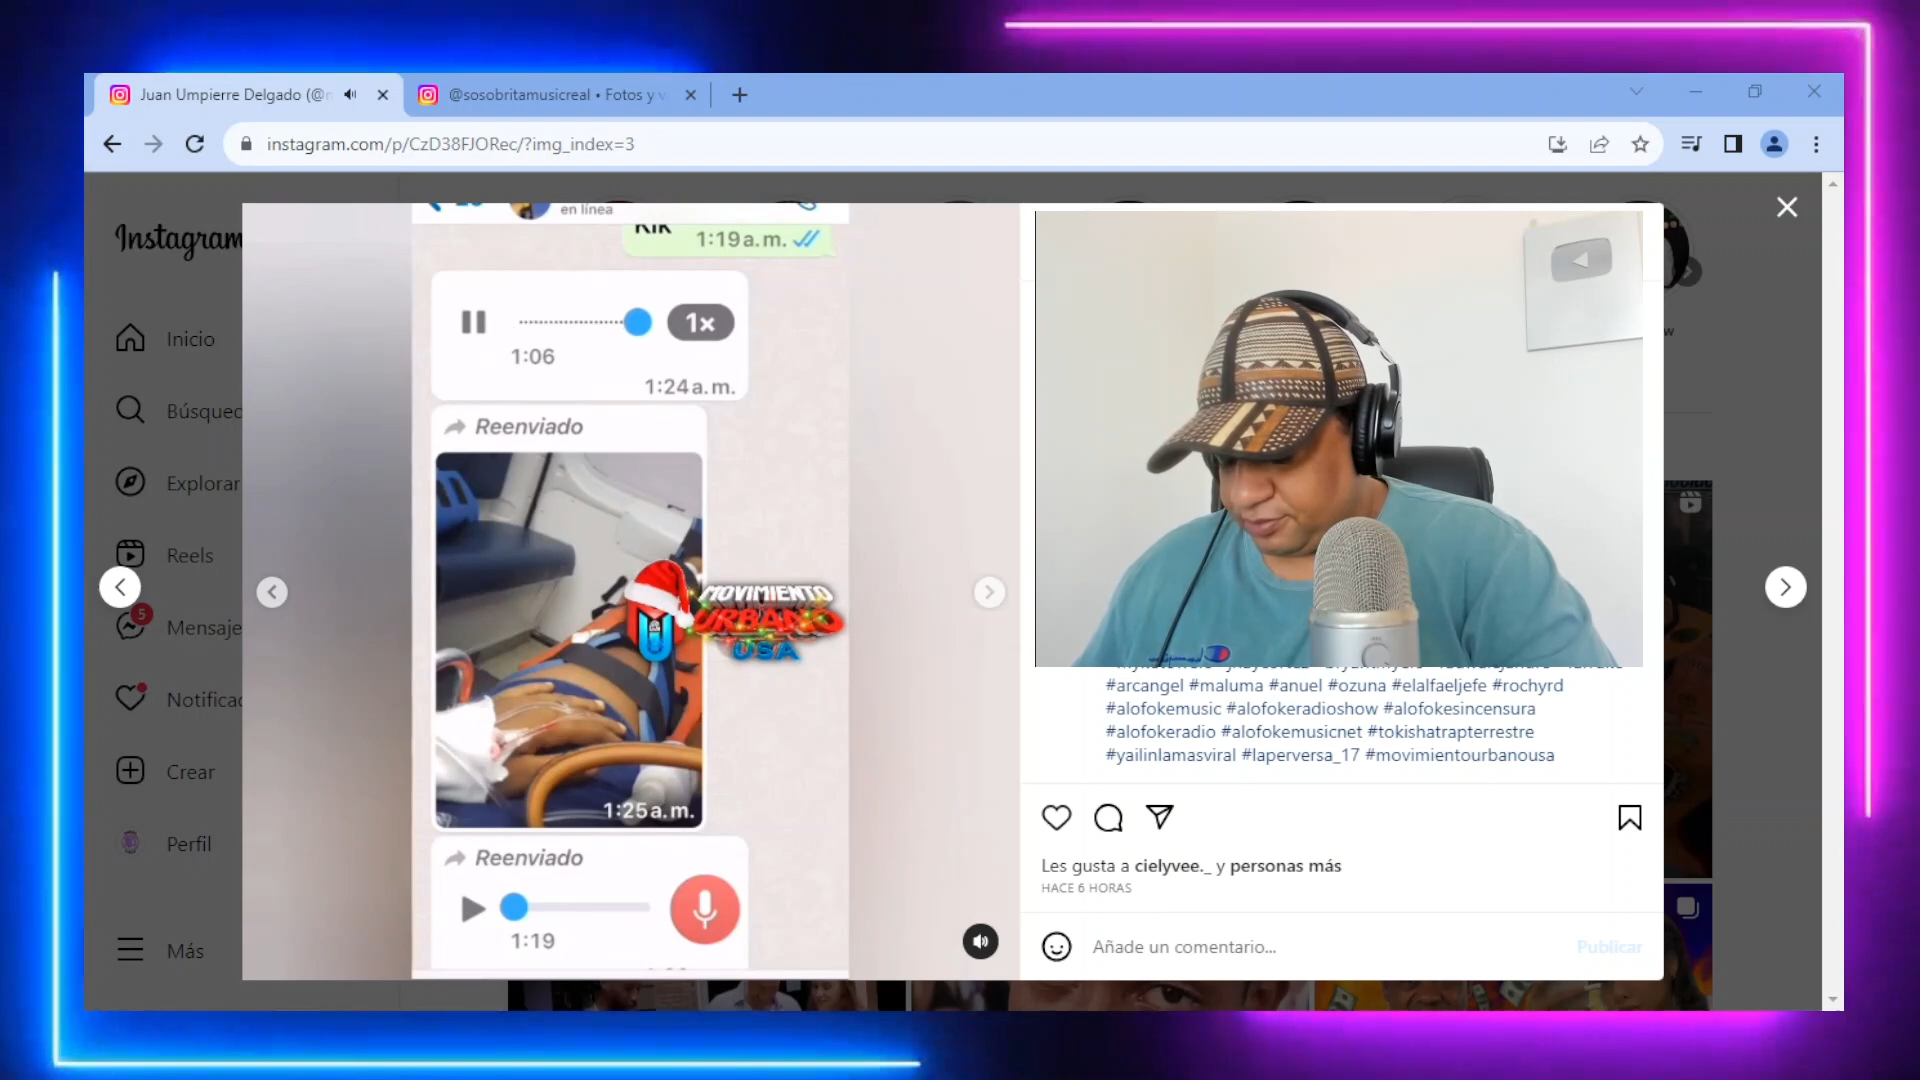 Juan Umpierre Delgado (@
@sosobritamusicreal • Fotos y v
instagram.com/p/CzD38FJORec/?img_index=3
Instagram
Inicio
Búsqued
Explorar
Reels
5
Mensaje
Notificac
Crear
Perfil
Más
en línea
KIK
1:19 a.m.
1x
1:06
1:24 a.m.
Reenviado
MOVIMIENTO
URBANO
USA
1:25 a.m.
Reenviado
1:19
#arcangel #maluma #anuel #ozuna #elalfaeljefe #rochyrd
#alofokemusic #alofokeradioshow #alofokesincensura
#alofokeradio #alofokemusicnet #tokishatrapterrestre
#yailinlamasviral #laperversa_17 #movimientourbanousa
Les gusta a cielyvee._ y personas más
HACE 6 HORAS
Añade un comentario...
Publicar